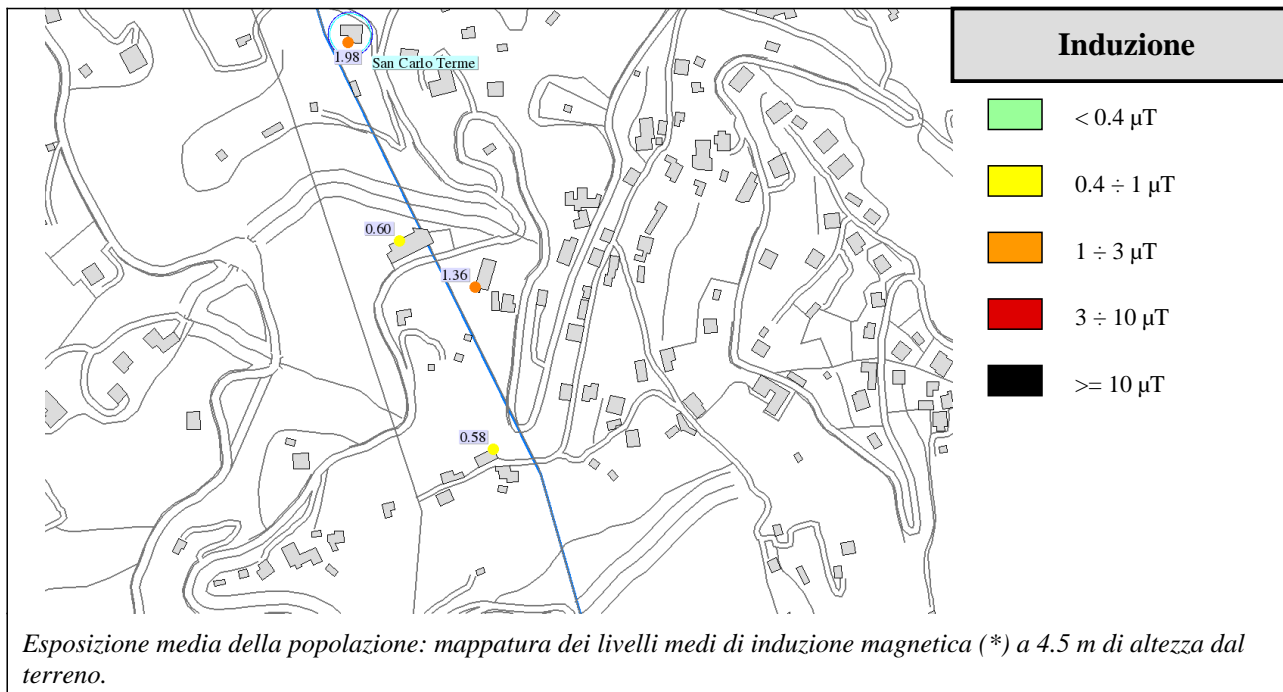 Induzione
1.98
San Carlo Terme
< 0.4 µT
0.4 ÷ 1 µT
0.60
1 ÷ 3 µT
1.36
3 ÷ 10 µT
>= 10 µT
0.58
Esposizione media della popolazione: mappatura dei livelli medi di induzione magnetica (*) a 4.5 m di altezza dal
terreno.